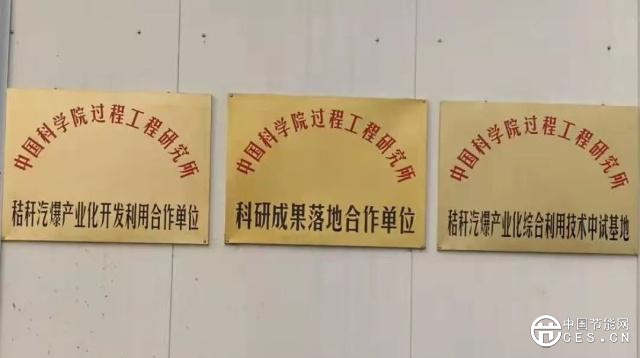 中国科学院过程工程研究所
秸秆汽爆产业化开发利用合作单位
中国科学院过程工程研究所
科研成果落地合作单位
中国科学院过程工程研究所
秸秆汽爆产业化综合利用技术中试基地
中国节能网
CES.CN